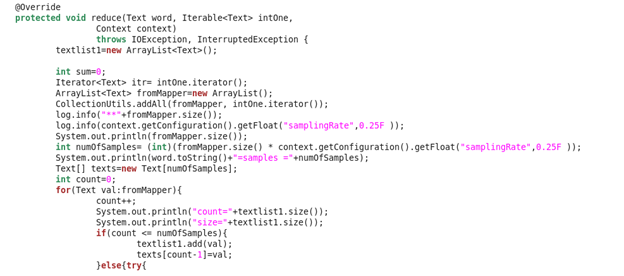 @Override
protected void reduce(Text word, Iterable<Text> intOne,
Context context)
throws IOException, InterruptedException {
textlist1=new ArrayList<Text>();
int sum=0;
Iterator<Text> itr= intOne.iterator();
ArrayList<Text> fromMapper=new ArrayList();
CollectionUtils.addAll(fromMapper, intOne.iterator());
log.info("**"+fromMapper.size());
log.info(context.getConfiguration().getFloat("samplingRate",0.25F ));
System.out.println(fromMapper.size());
int numOfSamples= (int)(fromMapper.size() * context.getConfiguration().getFloat("samplingRate",0.25F ));
System.out.println(word.toString()+"=samples ="+numOfSamples);
Text[] texts=new Text[numOfSamples];
int count=0;
for(Text val:fromMapper){
count++;
System.out.println("count="+textlist1.size());
System.out.println("size="+textlist1.size());
if(count <= numOfSamples){
textlist1.add(val);
texts[count-1]=val;
}else{try{